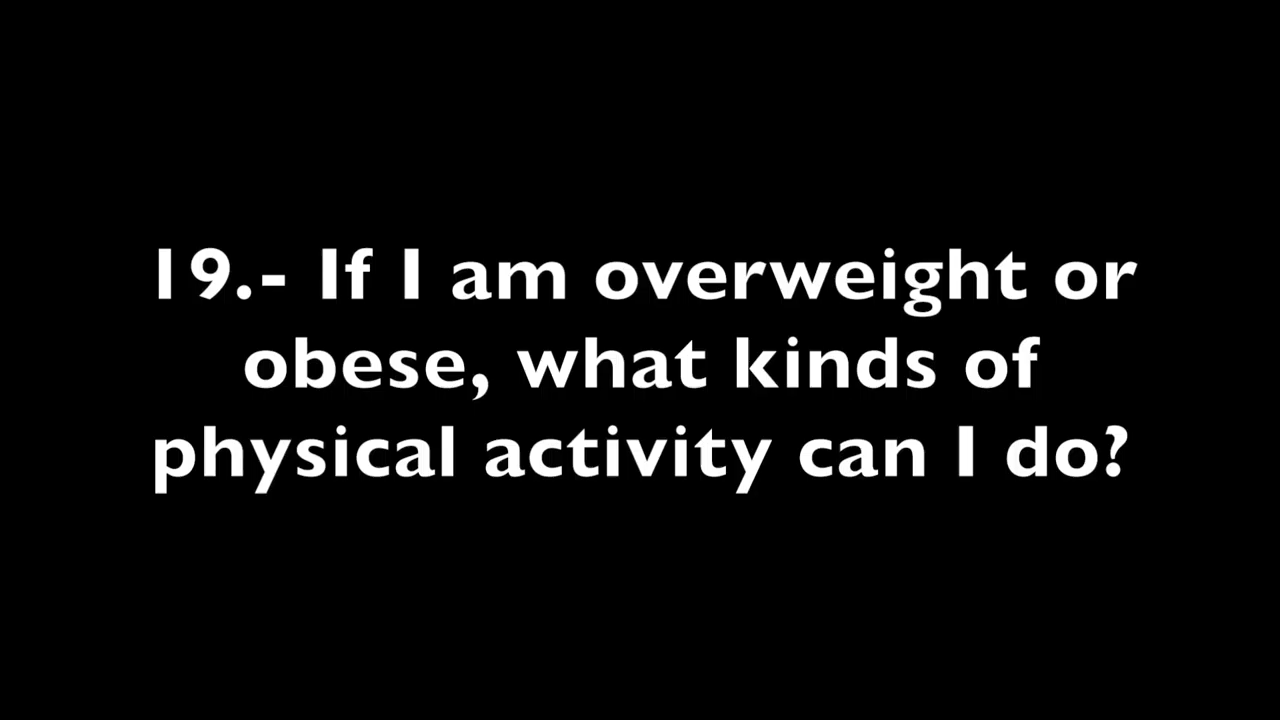 19.- If I am overweight or
obese, what kinds of
physical activity can I do?